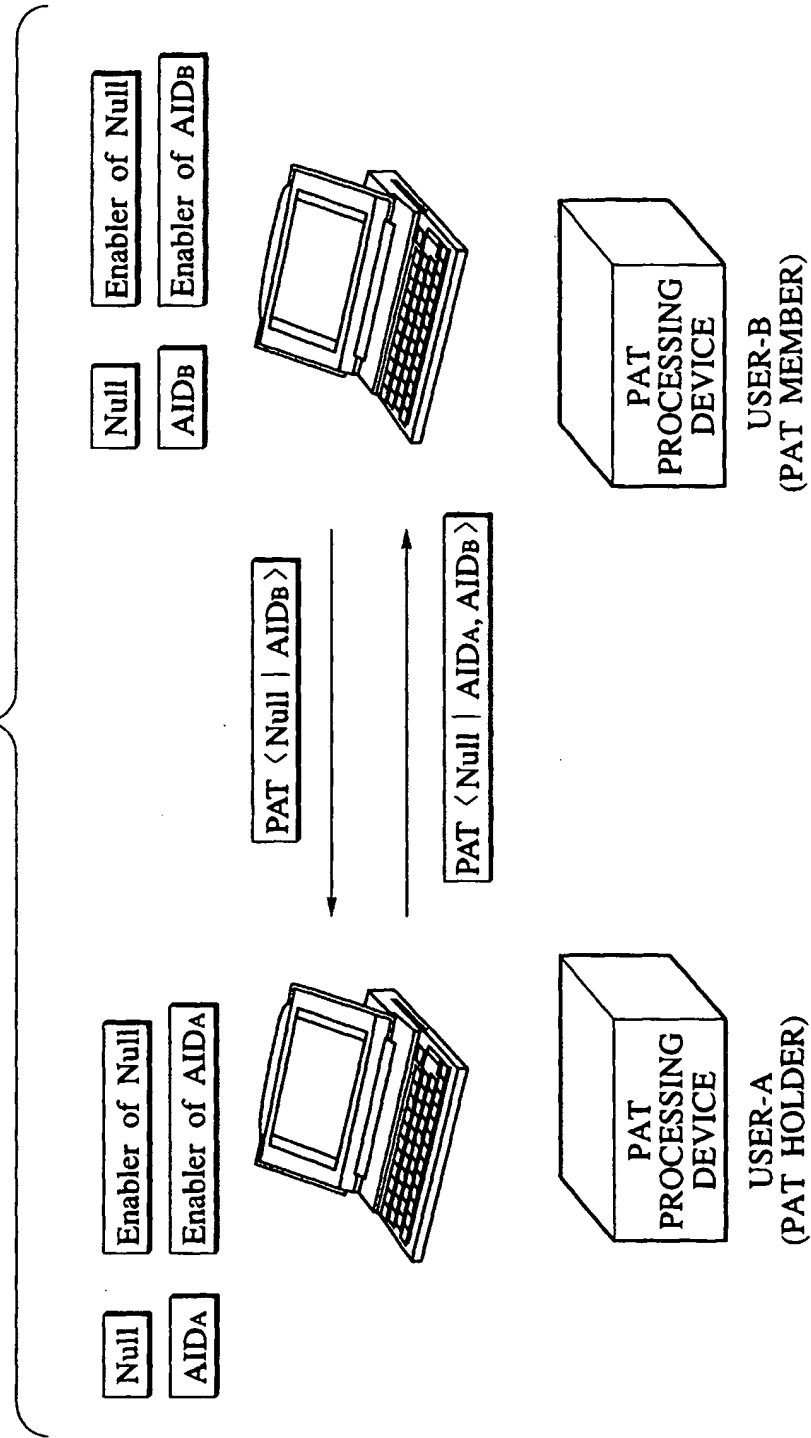 Null
Enabler of Null
AIDA
Enabler of AIDA
PAT
PROCESSING
DEVICE
USER-A
(PAT HOLDER)
PAT 〈Null | AIDB〉
PAT 〈Null | AIDA, AIDB〉
Null
Enabler of Null
AIDB
Enabler of AIDB
PAT
PROCESSING
DEVICE
USER-B
(PAT MEMBER)